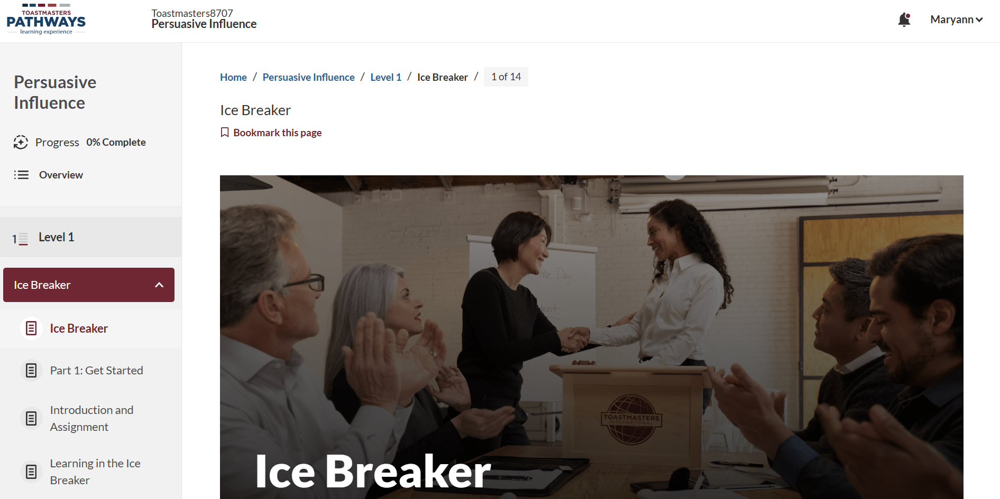 TOASTMASTERS
PATHWAYS
learning experience
Toastmasters8707
Persuasive Influence
Maryann
Persuasive
Influence
Progress 0% Complete
Overview
1 Level 1
Ice Breaker
Ice Breaker
Part 1: Get Started
Introduction and
Assignment
Learning in the Ice
Breaker
Home / Persuasive Influence / Level 1 / Ice Breaker / 1 of 14
Ice Breaker
Bookmark this page
the Day
TOASTMASTERS
INTERNATIONAL
Ice Breaker